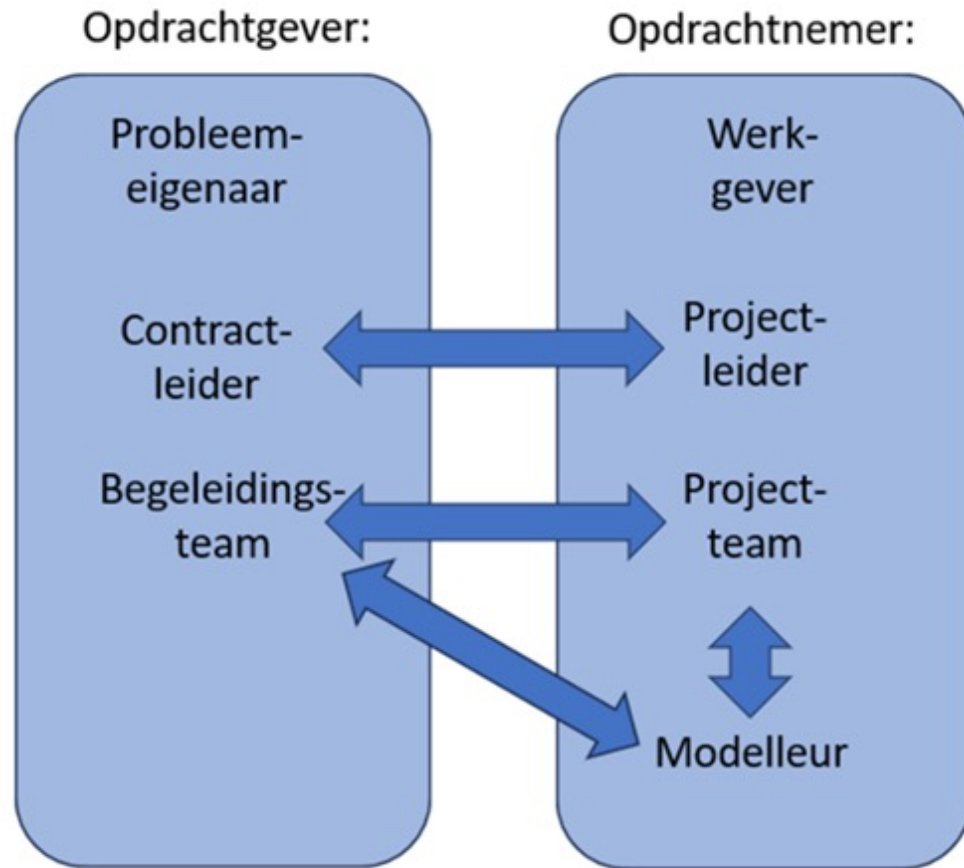 Opdrachtgever:
Probleem-
eigenaar
Contract-
leider
Begeleidings-
team
Opdrachtnemer:
Werk-
gever
Project-
leider
Project-
team
Modelleur